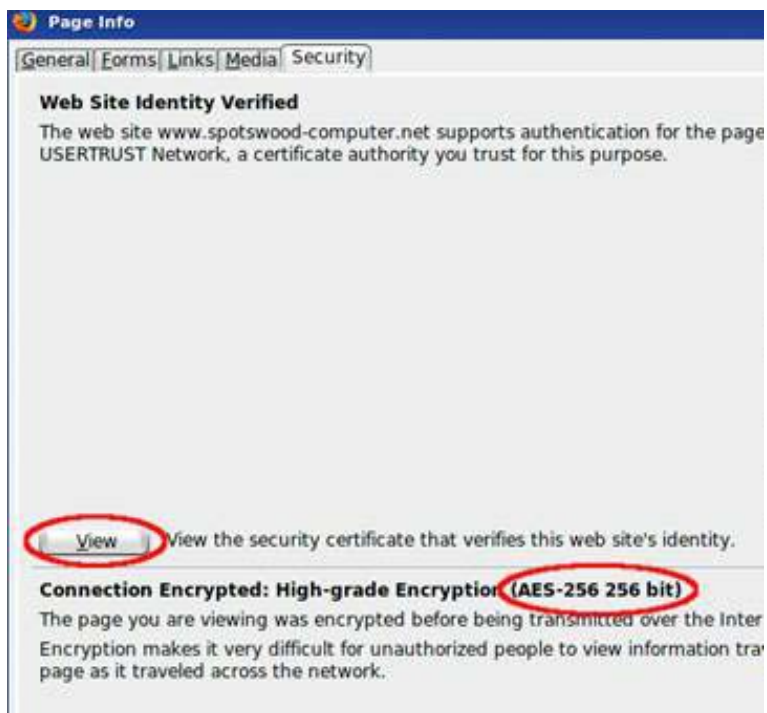 Page Info
General Forms Links Media Security
Web Site Identity Verified
The web site www.spotswood-computer.net supports authentication for the page
USERTRUST Network, a certificate authority you trust for this purpose.
View View the security certificate that verifies this web site's identity.
Connection Encrypted: High-grade Encryption (AES-256 256 bit)
The page you are viewing was encrypted before being transmitted over the Inter
Encryption makes it very difficult for unauthorized people to view information tra
page as it traveled across the network.